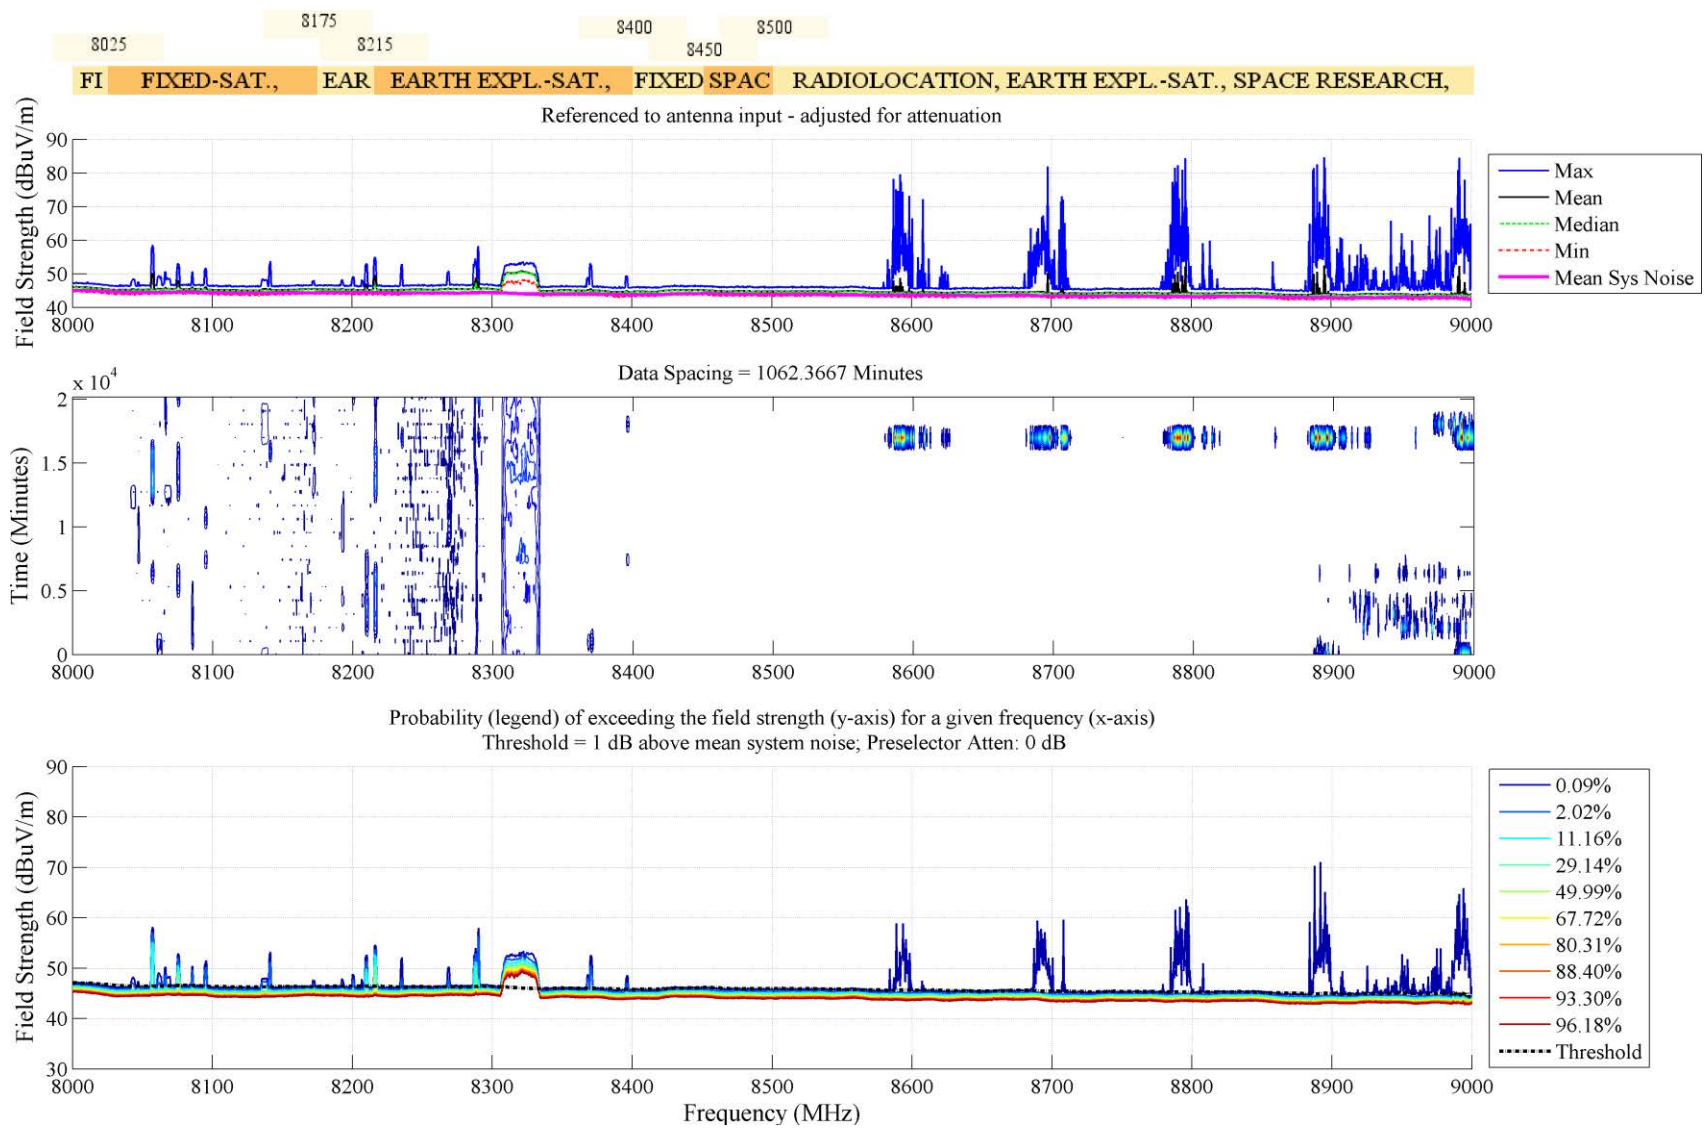 8175 8400 8500
8025 8215 8450
FI FIXED-SAT., EAR EARTH EXPL.-SAT., FIXED SPAC RADIOLOCATION, EARTH EXPL.-SAT., SPACE RESEARCH,
Referenced to antenna input - adjusted for attenuation
Field Strength (dBuV/m)
90
80
70
60
50
40
8000 8100 8200 8300 8400 8500 8600 8700 8800 8900 9000
Max
Mean
Median
Min
Mean Sys Noise
Data Spacing = 1062.3667 Minutes
x 10^4
Time (Minutes)
2
1.5
1
0.5
0
8000 8100 8200 8300 8400 8500 8600 8700 8800 8900 9000
Probability (legend) of exceeding the field strength (y-axis) for a given frequency (x-axis)
Threshold = 1 dB above mean system noise; Preselector Atten: 0 dB
Field Strength (dBuV/m)
90
80
70
60
50
40
30
8000 8100 8200 8300 8400 8500 8600 8700 8800 8900 9000
Frequency (MHz)
0.09%
2.02%
11.16%
29.14%
49.99%
67.72%
80.31%
88.40%
93.30%
96.18%
Threshold